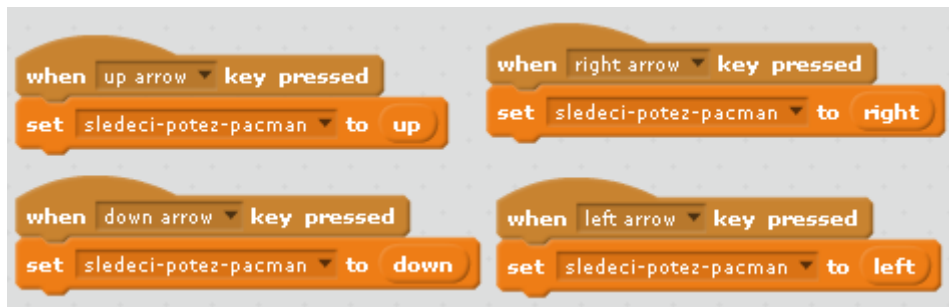 when up arrow key pressed
set sledeci-potez-pacman to up
when right arrow key pressed
set sledeci-potez-pacman to right
when down arrow key pressed
set sledeci-potez-pacman to down
when left arrow key pressed
set sledeci-potez-pacman to left